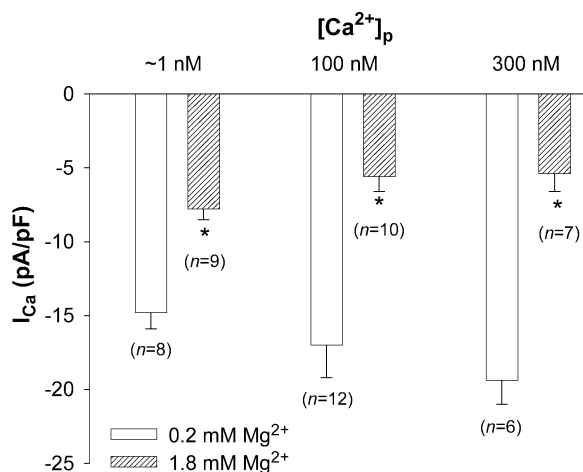 [Ca²⁺]ₚ
~1 nM 100 nM 300 nM
0
-5
-10
-15
-20
-25
I_Ca (pA/pF)
* * *
(n=9) (n=10) (n=7)
(n=8) (n=12) (n=6)
0.2 mM Mg²⁺
1.8 mM Mg²⁺